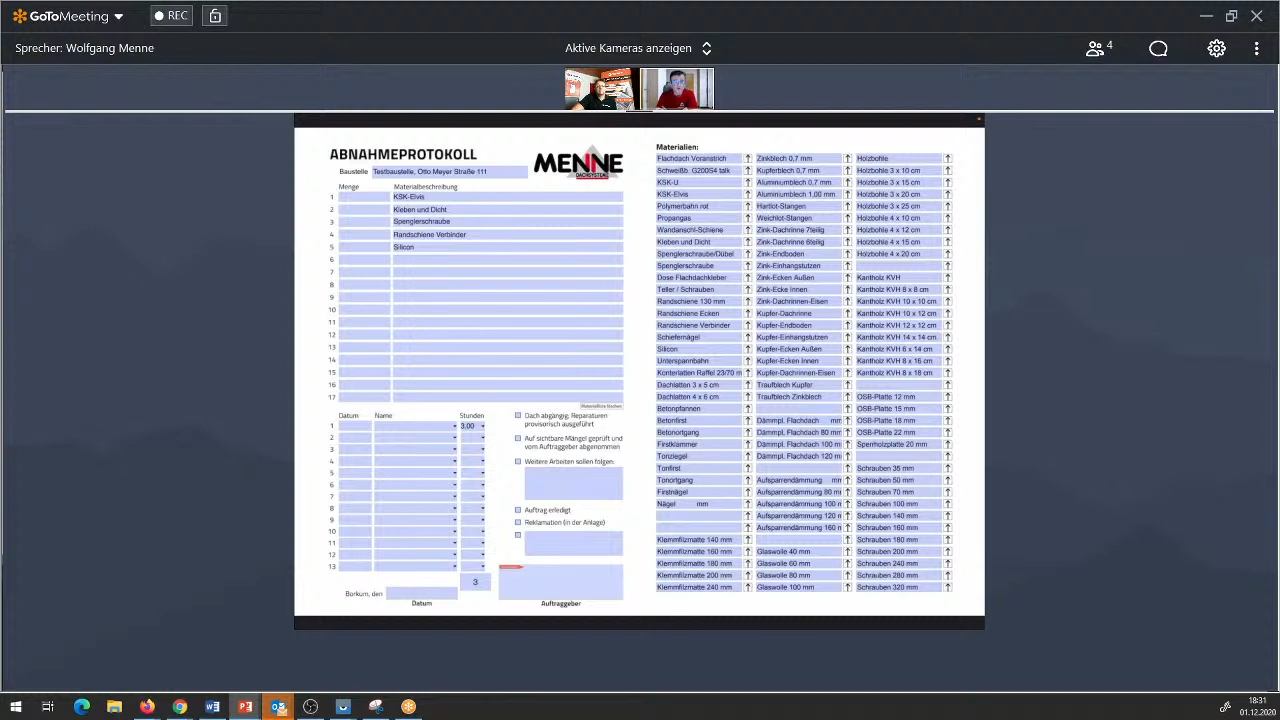 GoToMeeting
REC
Sprecher: Wolfgang Menne
Aktive Kameras anzeigen
4
ABNAHMEPROTOKOLL
MENNE
DACHSYSTEME
Baustelle Testbaustelle, Otto Meyer Straße 111
Menge Materialbeschreibung
1 KSK-Elvis
2 Kleben und Dicht
3 Spenglerschraube
4 Randschiene Verbinder
5 Silicon
6
7
8
9
10
11
12
13
14
15
16
17
Materialliste löschen
Datum Name Stunden
1 3,00
2
3
4
5
6
7
8
9
10
11
12
13
3
Borkum, den
Datum
Dach abgängig; Reparaturen
provisorisch ausgeführt
Auf sichtbare Mängel geprüft und
vom Auftraggeber abgenommen
Weitere Arbeiten sollen folgen:
Auftrag erledigt
Reklamation (in der Anlage)
Auftraggeber
Materialien:
Flachdach Voranstrich
Schweißb. G200S4 talk
KSK-U
KSK-Elvis
Polymerbahn rot
Propangas
Wandanschl-Schiene
Kleben und Dicht
Spenglerschraube/Dübel
Spenglerschraube
Dose Flachdachkleber
Teller / Schrauben
Randschiene 130 mm
Randschiene Ecken
Randschiene Verbinder
Schiefernägel
Silicon
Unterspannbahn
Konterlatten Raffel 23/70 m
Dachlatten 3 x 5 cm
Dachlatten 4 x 6 cm
Betonpfannen
Betonfirst
Betonortgang
Firstklammer
Tonziegel
Tonfirst
Tonortgang
Firstnägel
Nägel mm
Klemmfilzmatte 140 mm
Klemmfilzmatte 160 mm
Klemmfilzmatte 180 mm
Klemmfilzmatte 200 mm
Klemmfilzmatte 240 mm
Zinkblech 0,7 mm
Kupferblech 0,7 mm
Aluminiumblech 0,7 mm
Aluminiumblech 1,00 mm
Hartlot-Stangen
Weichlot-Stangen
Zink-Dachrinne 7teilig
Zink-Dachrinne 6teilig
Zink-Endboden
Zink-Einhangstutzen
Zink-Ecken Außen
Zink-Ecke Innen
Zink-Dachrinnen-Eisen
Kupfer-Dachrinne
Kupfer-Endboden
Kupfer-Einhangstutzen
Kupfer-Ecken Außen
Kupfer-Ecken Innen
Kupfer-Dachrinnen-Eisen
Traufblech Kupfer
Traufblech Zinkblech
Dämmpl. Flachdach mm
Dämmpl. Flachdach 80 mm
Dämmpl. Flachdach 100 m
Dämmpl. Flachdach 120 m
Aufsparrendämmung mm
Aufsparrendämmung 80 m
Aufsparrendämmung 100 n
Aufsparrendämmung 120 n
Aufsparrendämmung 160 n
Glaswolle 40 mm
Glaswolle 60 mm
Glaswolle 80 mm
Glaswolle 100 mm
Holzbohle
Holzbohle 3 x 10 cm
Holzbohle 3 x 15 cm
Holzbohle 3 x 20 cm
Holzbohle 3 x 25 cm
Holzbohle 4 x 10 cm
Holzbohle 4 x 12 cm
Holzbohle 4 x 15 cm
Holzbohle 4 x 20 cm
Kantholz KVH
Kantholz KVH 8 x 8 cm
Kantholz KVH 10 x 10 cm
Kantholz KVH 10 x 12 cm
Kantholz KVH 12 x 12 cm
Kantholz KVH 14 x 14 cm
Kantholz KVH 6 x 14 cm
Kantholz KVH 8 x 16 cm
Kantholz KVH 8 x 18 cm
OSB-Platte 12 mm
OSB-Platte 15 mm
OSB-Platte 18 mm
OSB-Platte 22 mm
Sperrholzplatte 20 mm
Schrauben 35 mm
Schrauben 50 mm
Schrauben 70 mm
Schrauben 100 mm
Schrauben 140 mm
Schrauben 160 mm
Schrauben 180 mm
Schrauben 200 mm
Schrauben 240 mm
Schrauben 280 mm
Schrauben 320 mm
18:31
01.12.2020